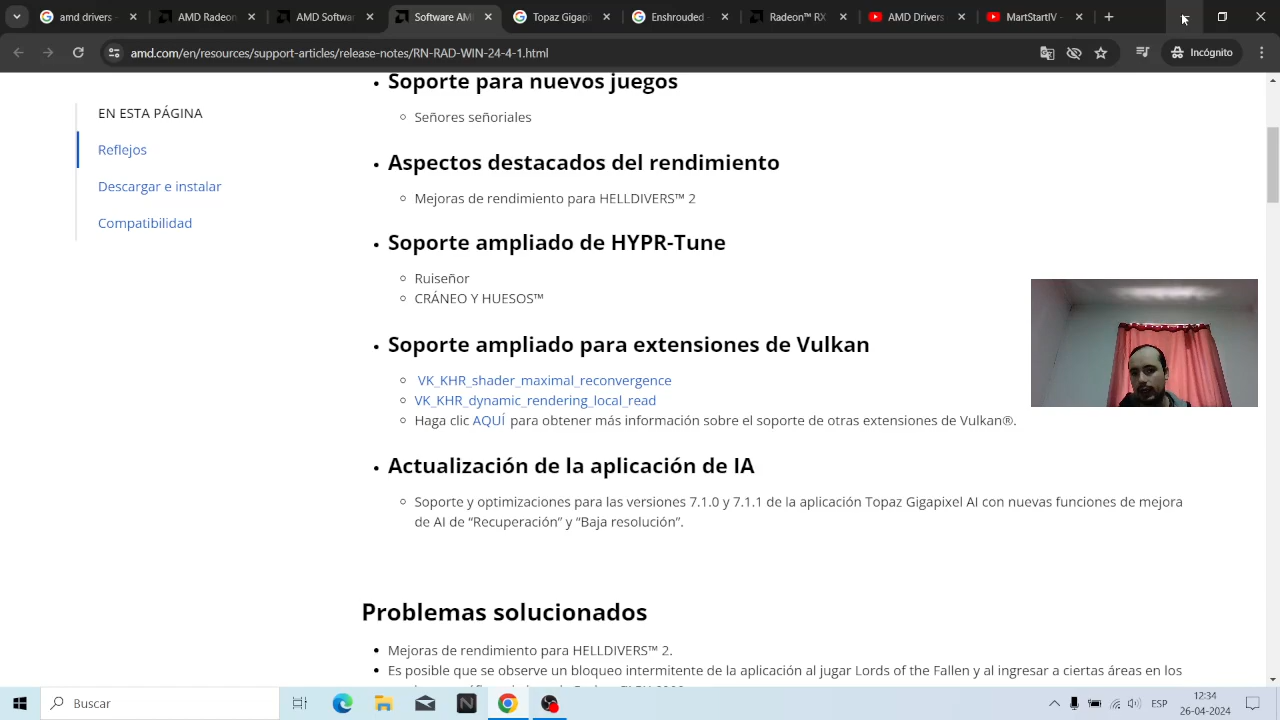 AMD Radeon
AMD Softwar
Topaz Gigap
Enshrouded
Radeon™ RX
AMD Drivers
MartStartIV -
amd.com/en/resources/support-articles/release-notes/RN-RAD-WIN-24-4-1.html
Incógnito
EN ESTA PÁGINA
Reflejos
Descargar e instalar
Compatibilidad
Soporte para nuevos juegos
Señores señoriales
Aspectos destacados del rendimiento
Mejoras de rendimiento para HELLDIVERS™ 2
Soporte ampliado de HYPR-Tune
Ruiseñor
CRÁNEO Y HUESOS™
Soporte ampliado para extensiones de Vulkan
VK_KHR_shader_maximal_reconvergence
VK_KHR_dynamic_rendering_local_read
Haga clic AQUÍ para obtener más información sobre el soporte de otras extensiones de Vulkan®.
Actualización de la aplicación de IA
Soporte y optimizaciones para las versiones 7.1.0 y 7.1.1 de la aplicación Topaz Gigapixel AI con nuevas funciones de mejora
de AI de “Recuperación” y “Baja resolución”.
Problemas solucionados
Mejoras de rendimiento para HELLDIVERS™ 2.
Es posible que se observe un bloqueo intermitente de la aplicación al jugar Lords of the Fallen y al ingresar a ciertas áreas en los
Buscar
ESP
12:34
26-04-2024